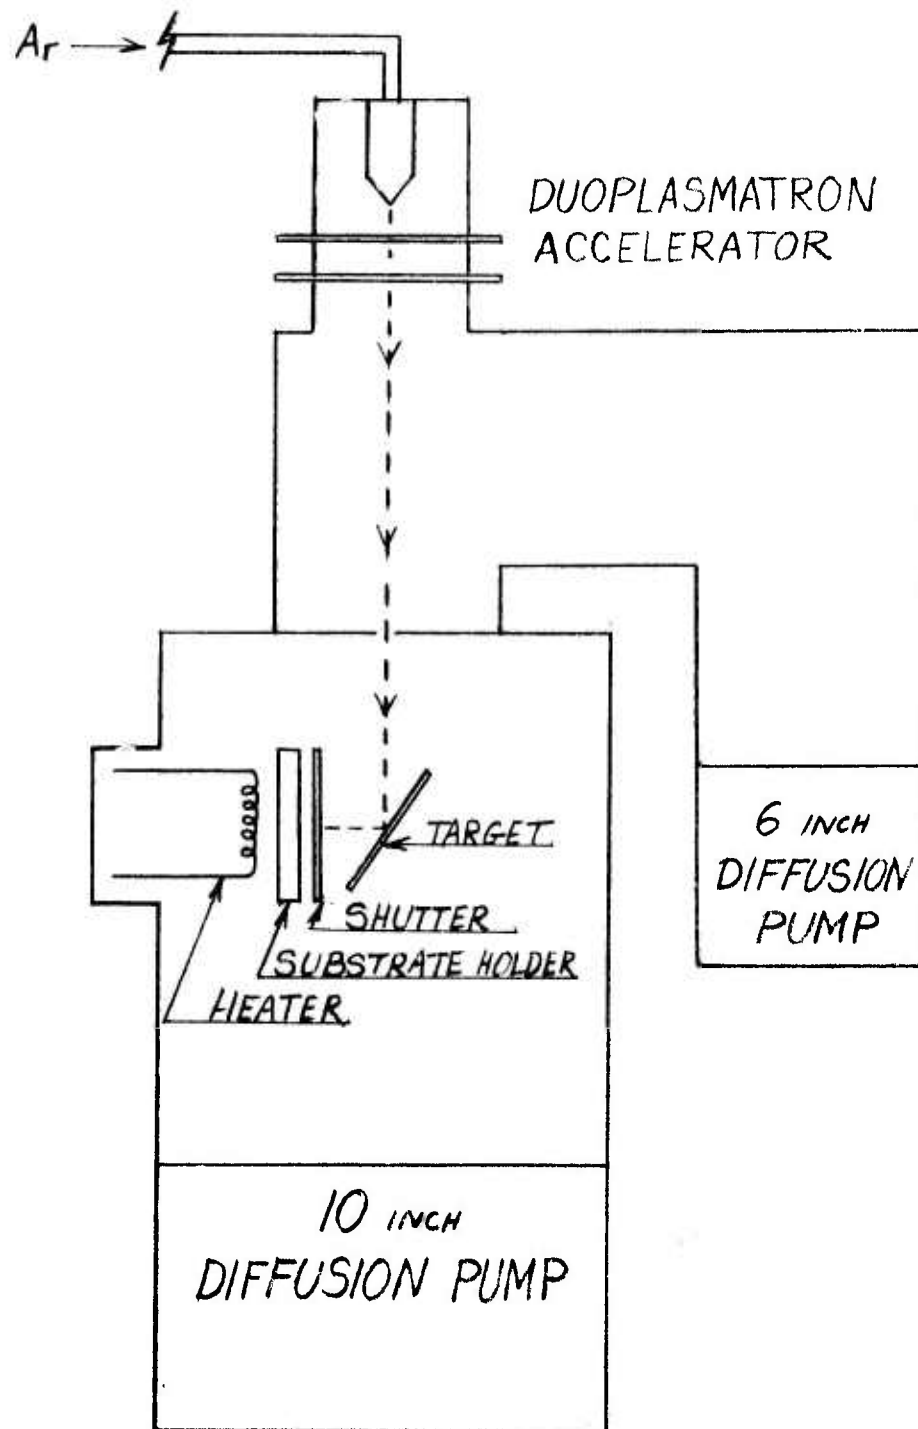 Ar
DUOPLASMATRON
ACCELERATOR
TARGET
SHUTTER
SUBSTRATE HOLDER
HEATER
6 INCH
DIFFUSION
PUMP
10 INCH
DIFFUSION PUMP